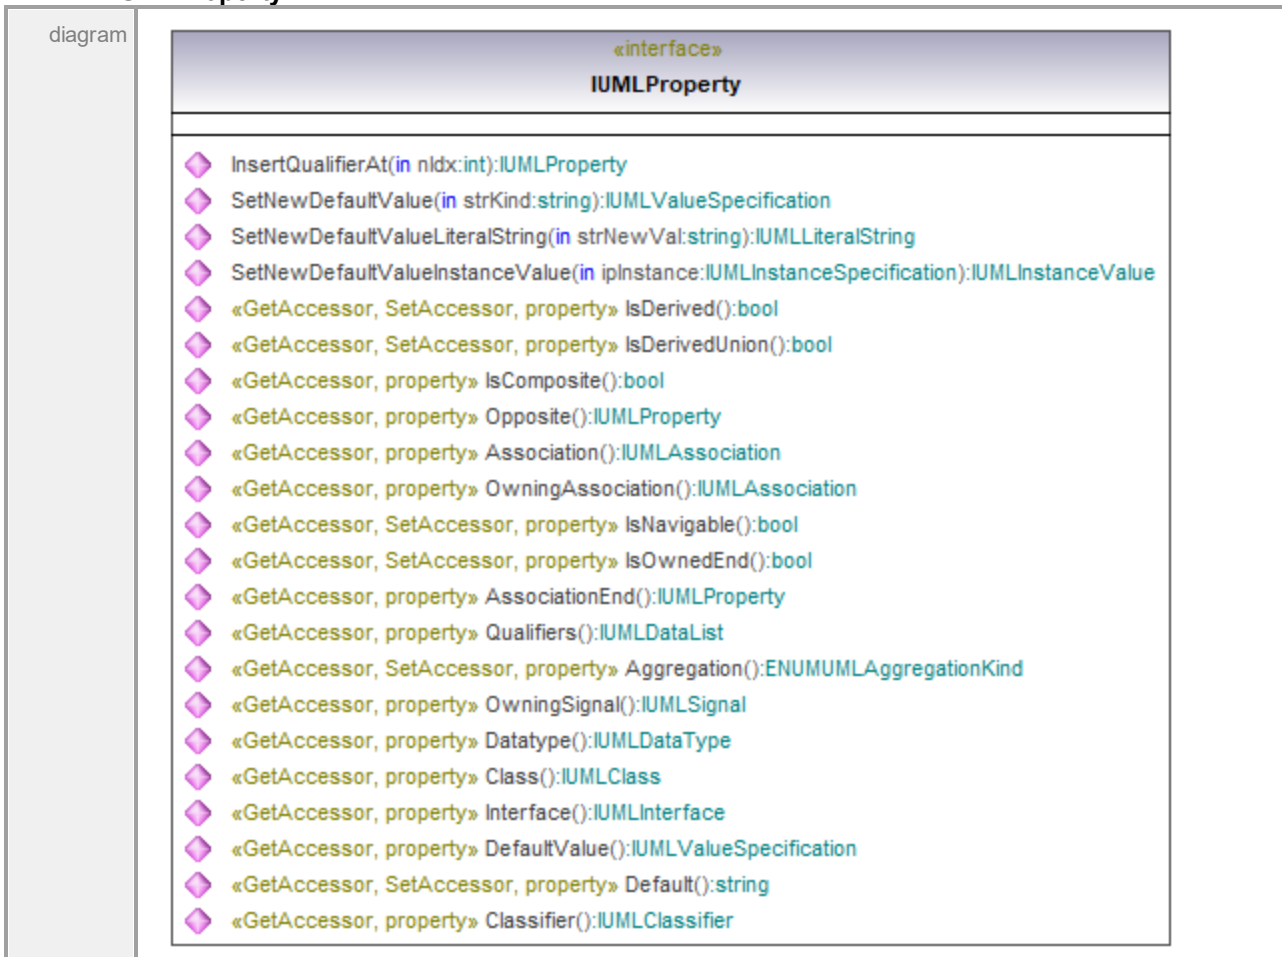 diagram
«interface»
IUMLProperty
InsertQualifierAt(in nIdx:int):IUMLProperty
SetNewDefaultValue(in strKind:string):IUMLValueSpecification
SetNewDefaultValueLiteralString(in strNewVal:string):IUMLLiteralString
SetNewDefaultValueInstanceValue(in ipInstance:IUMLInstanceSpecification):IUMLInstanceValue
«GetAccessor, SetAccessor, property» IsDerived():bool
«GetAccessor, SetAccessor, property» IsDerivedUnion():bool
«GetAccessor, property» IsComposite():bool
«GetAccessor, property» Opposite():IUMLProperty
«GetAccessor, property» Association():IUMLAssociation
«GetAccessor, property» OwningAssociation():IUMLAssociation
«GetAccessor, SetAccessor, property» IsNavigable():bool
«GetAccessor, SetAccessor, property» IsOwnedEnd():bool
«GetAccessor, property» AssociationEnd():IUMLProperty
«GetAccessor, property» Qualifiers():IUMLDataList
«GetAccessor, SetAccessor, property» Aggregation():ENUMUMLAggregationKind
«GetAccessor, property» OwningSignal():IUMLSignal
«GetAccessor, property» Datatype():IUMLDataType
«GetAccessor, property» Class():IUMLClass
«GetAccessor, property» Interface():IUMLInterface
«GetAccessor, property» DefaultValue():IUMLValueSpecification
«GetAccessor, SetAccessor, property» Default():string
«GetAccessor, property» Classifier():IUMLClassifier